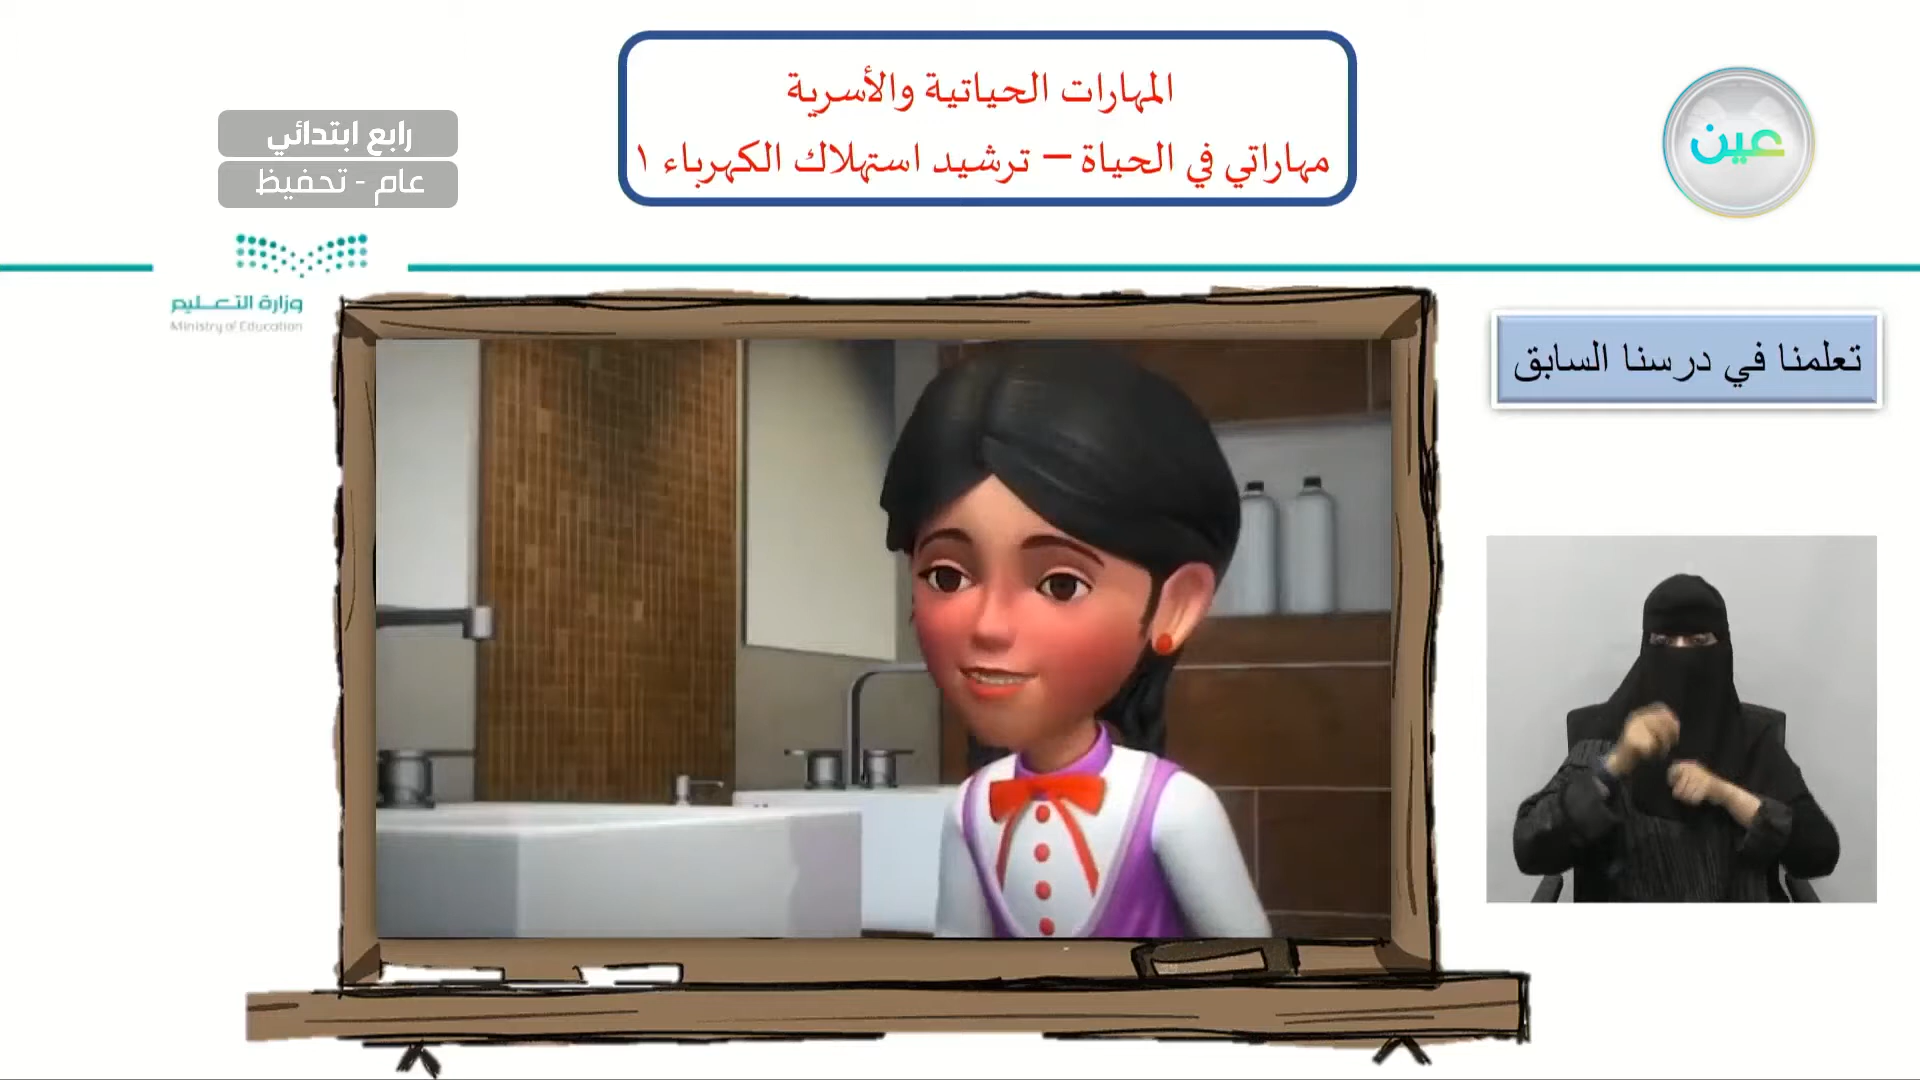 المهارات الحياتية والأسرية
مهاراتي في الحياة – ترشيد استهلاك الكهرباء ١
عين
رابع ابتدائي
عام - تحفيظ
وزارة التعليم
Ministry of Education
تعلمنا في درسنا السابق